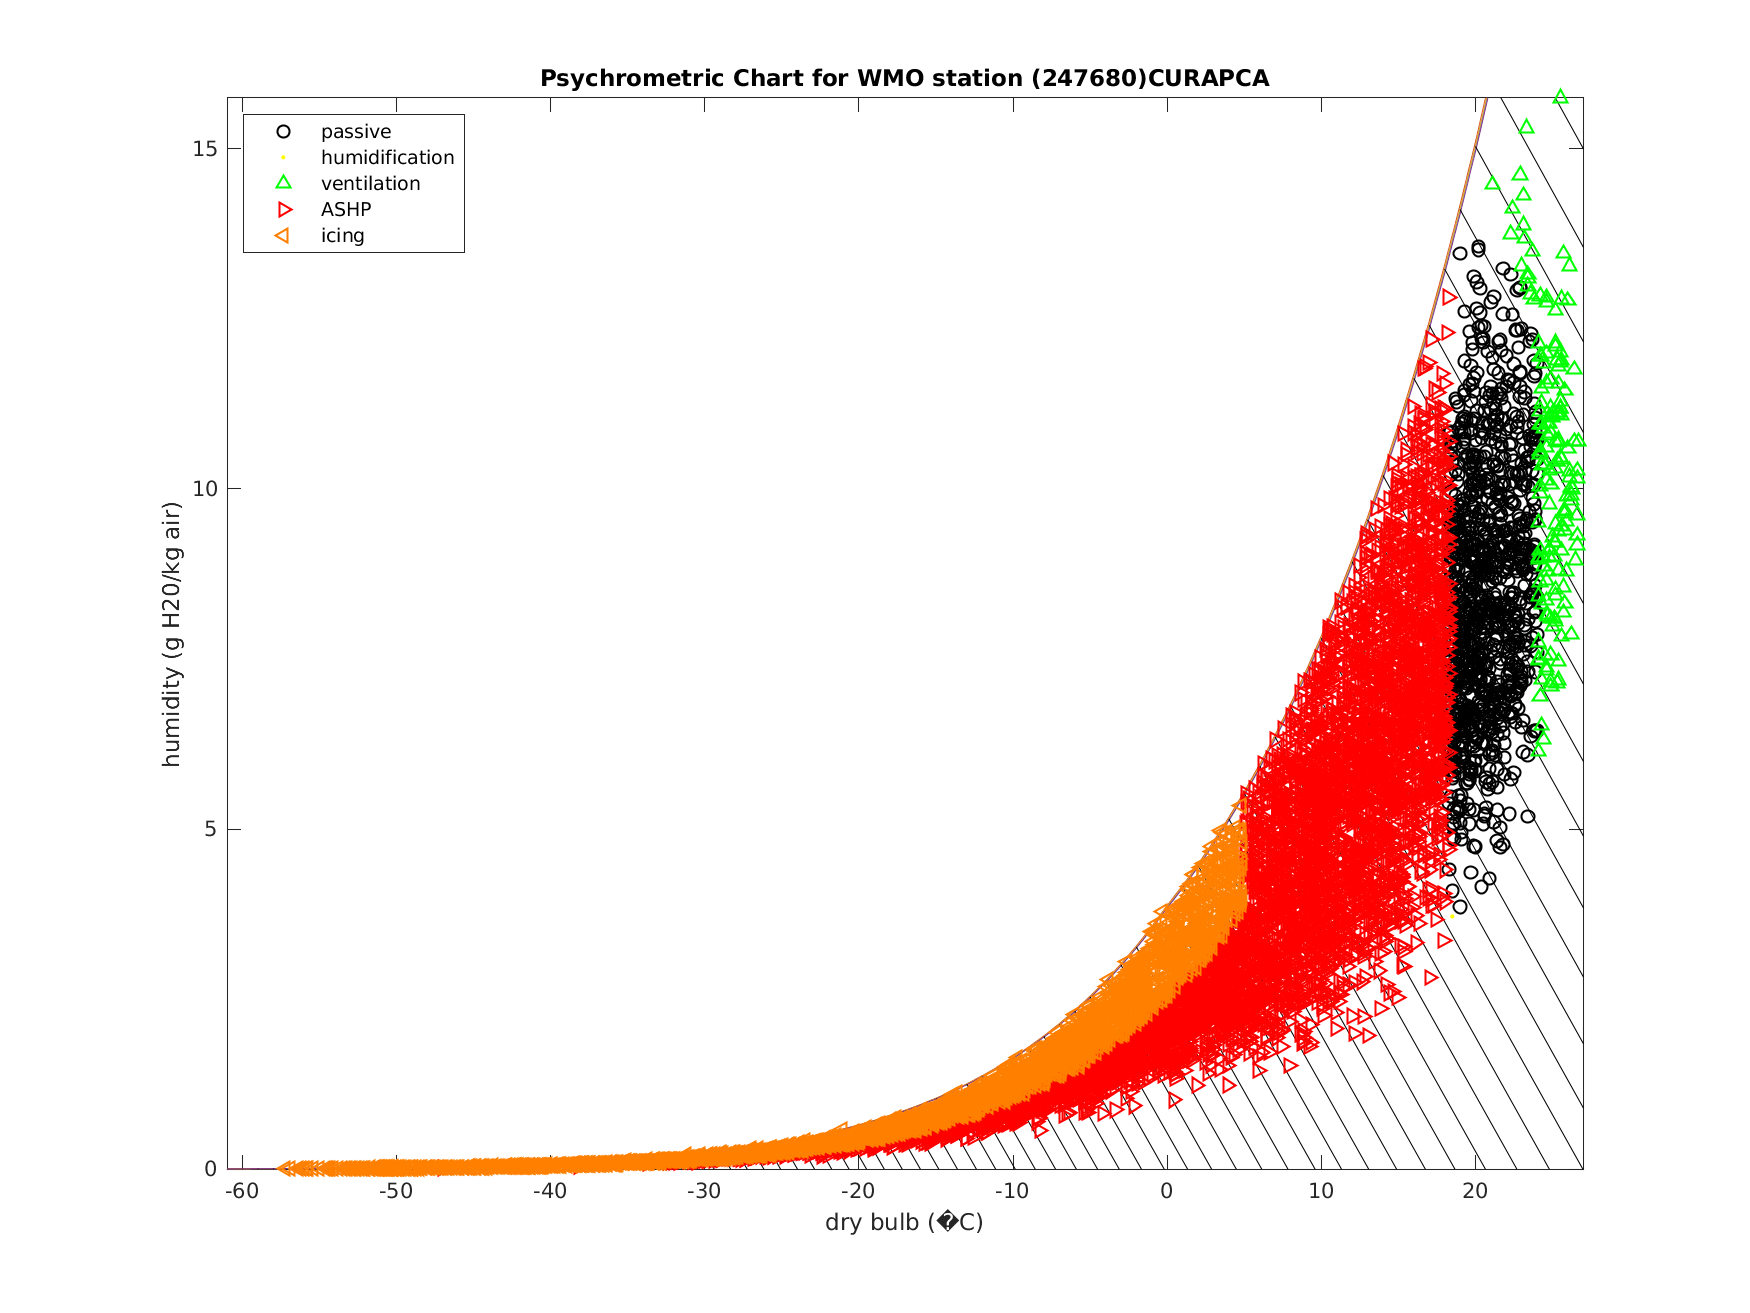 Psychrometric Chart for WMO station (247680)CURAPCA
passive
humidification
ventilation
ASHP
icing
15
10
5
0
humidity (g H20/kg air)
-60 -50 -40 -30 -20 -10 0 10 20
dry bulb (�C)